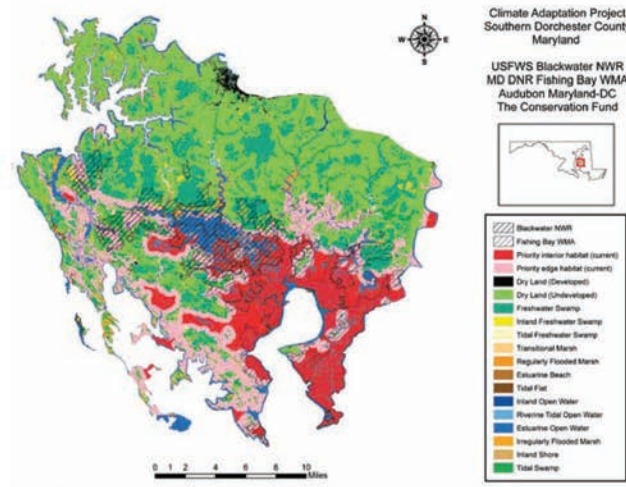 Climate Adaptation Project
Southern Dorchester County
Maryland
USFWS Blackwater NWR
MD DNR Fishing Bay WMA
Audubon Maryland-DC
The Conservation Fund
N
W
E
S
Blackwater NWR
Fishing Bay WMA
Priority interior habitat (current)
Priority edge habitat (current)
Dry Land (Developed)
Dry Land (Undeveloped)
Freshwater Swamp
Inland Freshwater Swamp
Tidal Freshwater Swamp
Transitional Marsh
Regularly Flooded Marsh
Estuarine Beach
Tidal Flat
Inland Open Water
Riverine Tidal Open Water
Estuarine Open Water
Irregularly Flooded Marsh
Inland Shore
Tidal Swamp
0 1 2 4 6 8 10
Miles